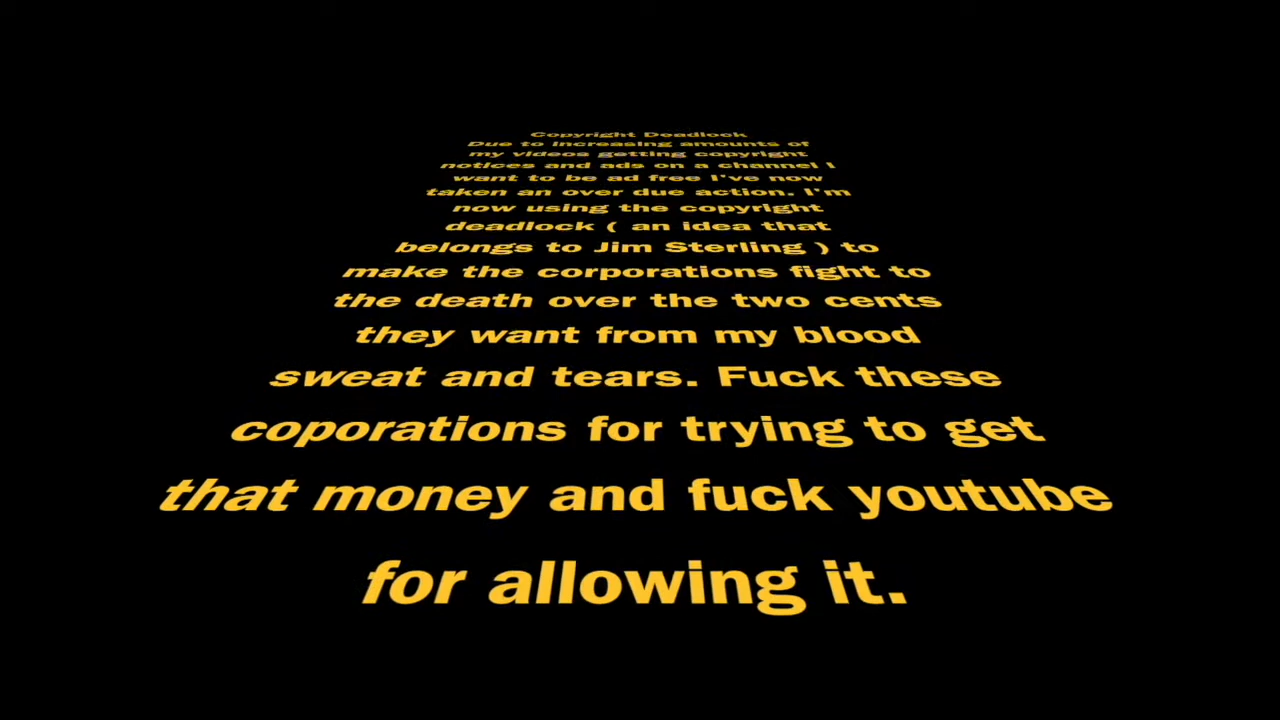 Copyright Deadlock
Due to increasing amounts of
my videos getting copyright
notices and ads on a channel I
want to be ad free I've now
taken an over due action. I'm
now using the copyright
deadlock ( an idea that
belongs to Jim Sterling ) to
make the corporations fight to
the death over the two cents
they want from my blood
sweat and tears. Fuck these
coporations for trying to get
that money and fuck youtube
for allowing it.